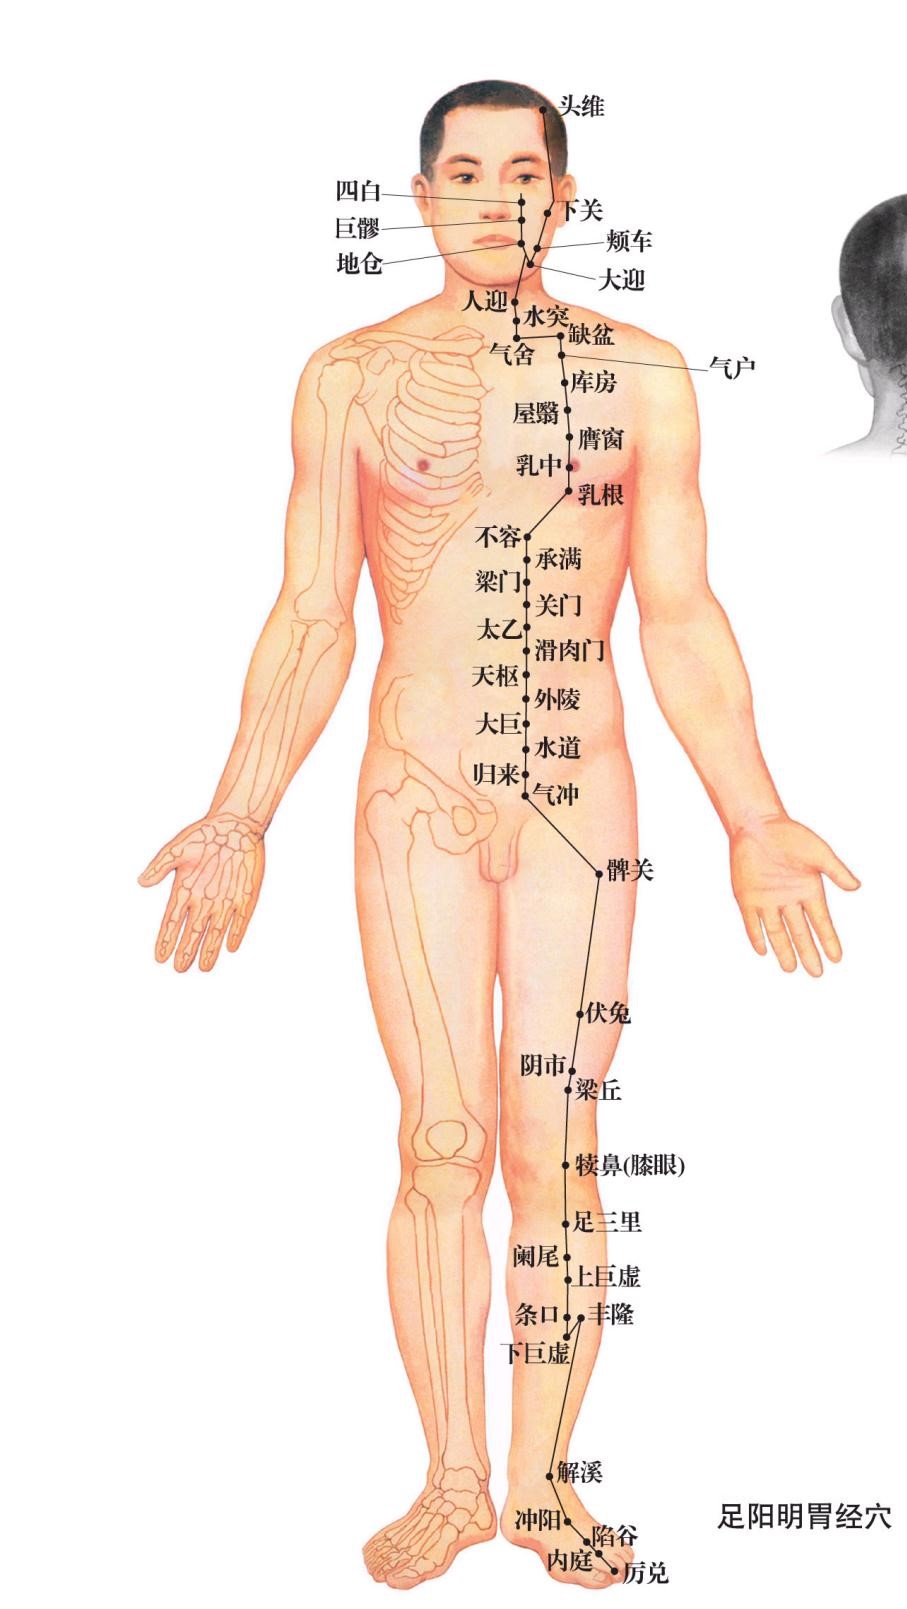 头维
四白
下关
巨髎
颊车
地仓
大迎
人迎
水突
缺盆
气舍
气户
库房
屋翳
膺窗
乳中
乳根
不容
承满
梁门
关门
太乙
滑肉门
天枢
外陵
大巨
水道
归来
气冲
髀关
伏兔
阴市
梁丘
犊鼻(膝眼)
足三里
阑尾
上巨虚
条口
丰隆
下巨虚
解溪
足阳明胃经穴
冲阳
陷谷
内庭
厉兑